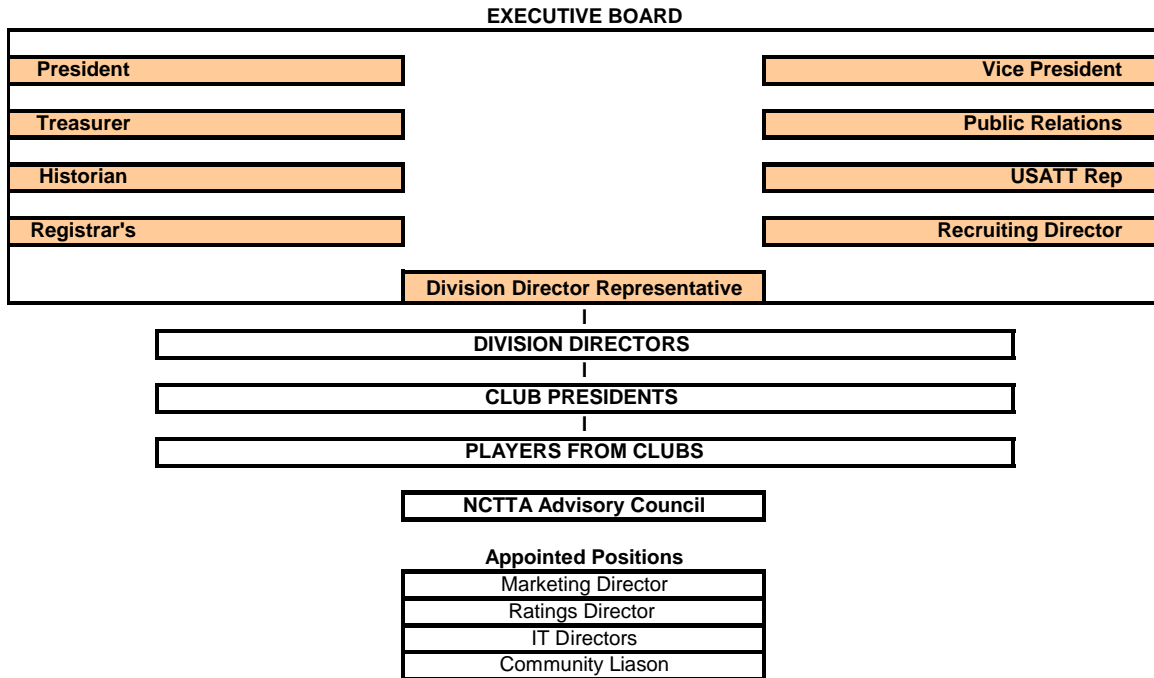 EXECUTIVE BOARD
President
Vice President
Treasurer
Public Relations
Historian
USATT Rep
Registrar's
Recruiting Director
Division Director Representative
DIVISION DIRECTORS
CLUB PRESIDENTS
PLAYERS FROM CLUBS
NCTTA Advisory Council
Appointed Positions
Marketing Director
Ratings Director
IT Directors
Community Liason